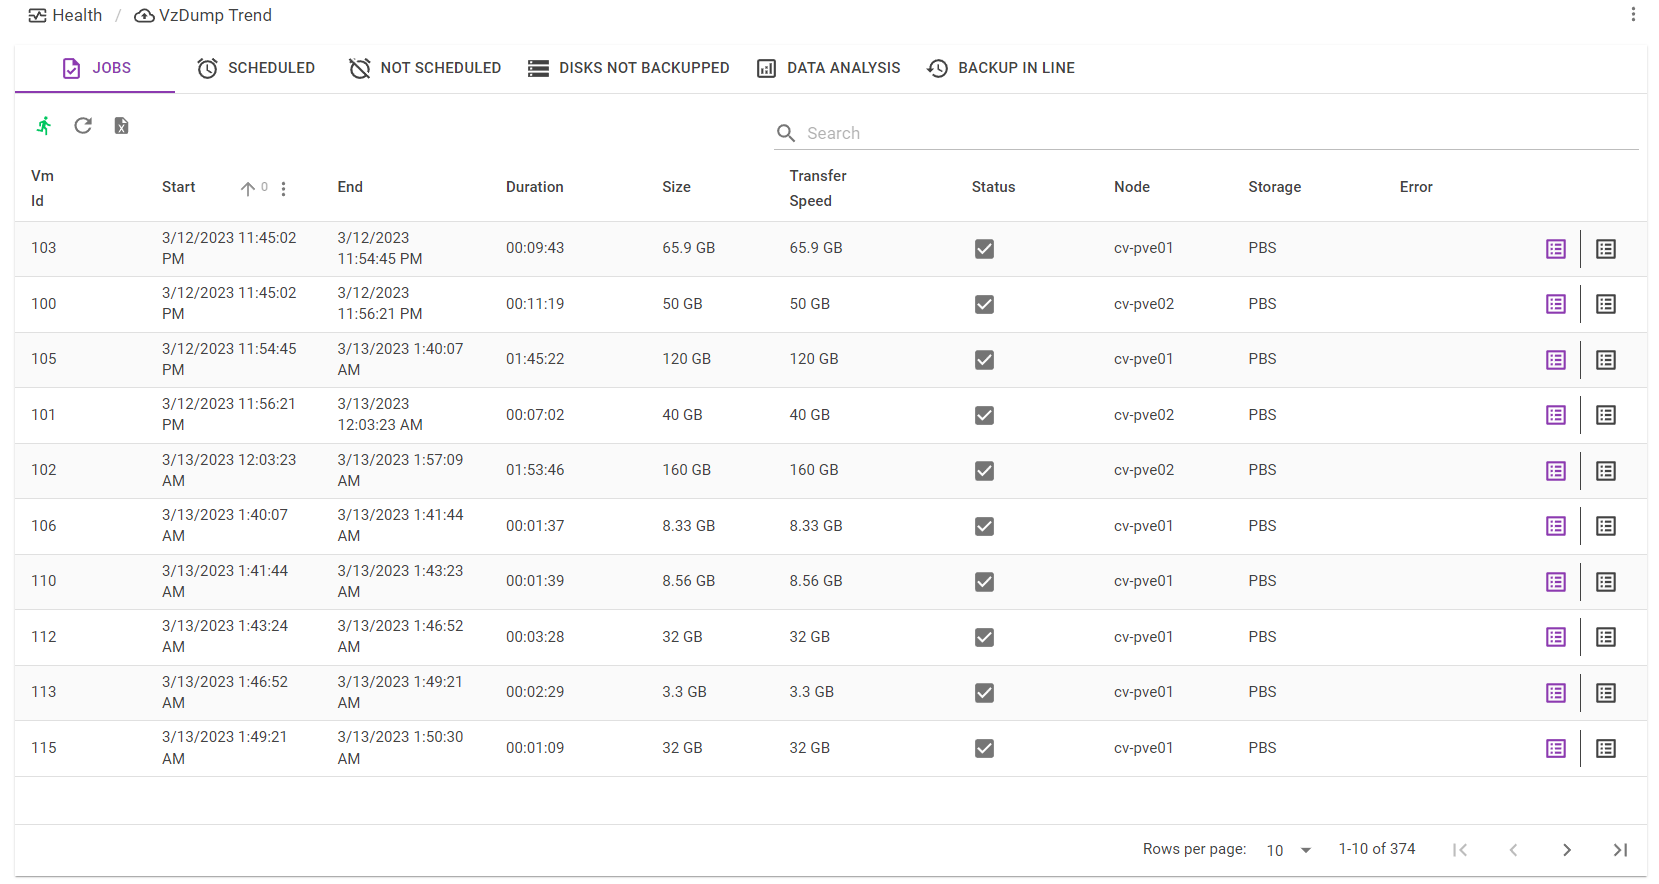 Health / VzDump Trend
JOBS SCHEDULED NOT SCHEDULED DISKS NOT BACKUPPED DATA ANALYSIS BACKUP IN LINE
Search
Vm Id Start 0 End Duration Size Transfer Speed Status Node Storage Error
103 3/12/2023 11:45:02 PM 3/12/2023 11:54:45 PM 00:09:43 65.9 GB 65.9 GB cv-pve01 PBS
100 3/12/2023 11:45:02 PM 3/12/2023 11:56:21 PM 00:11:19 50 GB 50 GB cv-pve02 PBS
105 3/12/2023 11:54:45 PM 3/13/2023 1:40:07 AM 01:45:22 120 GB 120 GB cv-pve01 PBS
101 3/12/2023 11:56:21 PM 3/13/2023 12:03:23 AM 00:07:02 40 GB 40 GB cv-pve02 PBS
102 3/13/2023 12:03:23 AM 3/13/2023 1:57:09 AM 01:53:46 160 GB 160 GB cv-pve02 PBS
106 3/13/2023 1:40:07 AM 3/13/2023 1:41:44 AM 00:01:37 8.33 GB 8.33 GB cv-pve01 PBS
110 3/13/2023 1:41:44 AM 3/13/2023 1:43:23 AM 00:01:39 8.56 GB 8.56 GB cv-pve01 PBS
112 3/13/2023 1:43:24 AM 3/13/2023 1:46:52 AM 00:03:28 32 GB 32 GB cv-pve01 PBS
113 3/13/2023 1:46:52 AM 3/13/2023 1:49:21 AM 00:02:29 3.3 GB 3.3 GB cv-pve01 PBS
115 3/13/2023 1:49:21 AM 3/13/2023 1:50:30 AM 00:01:09 32 GB 32 GB cv-pve01 PBS
Rows per page: 10 1-10 of 374